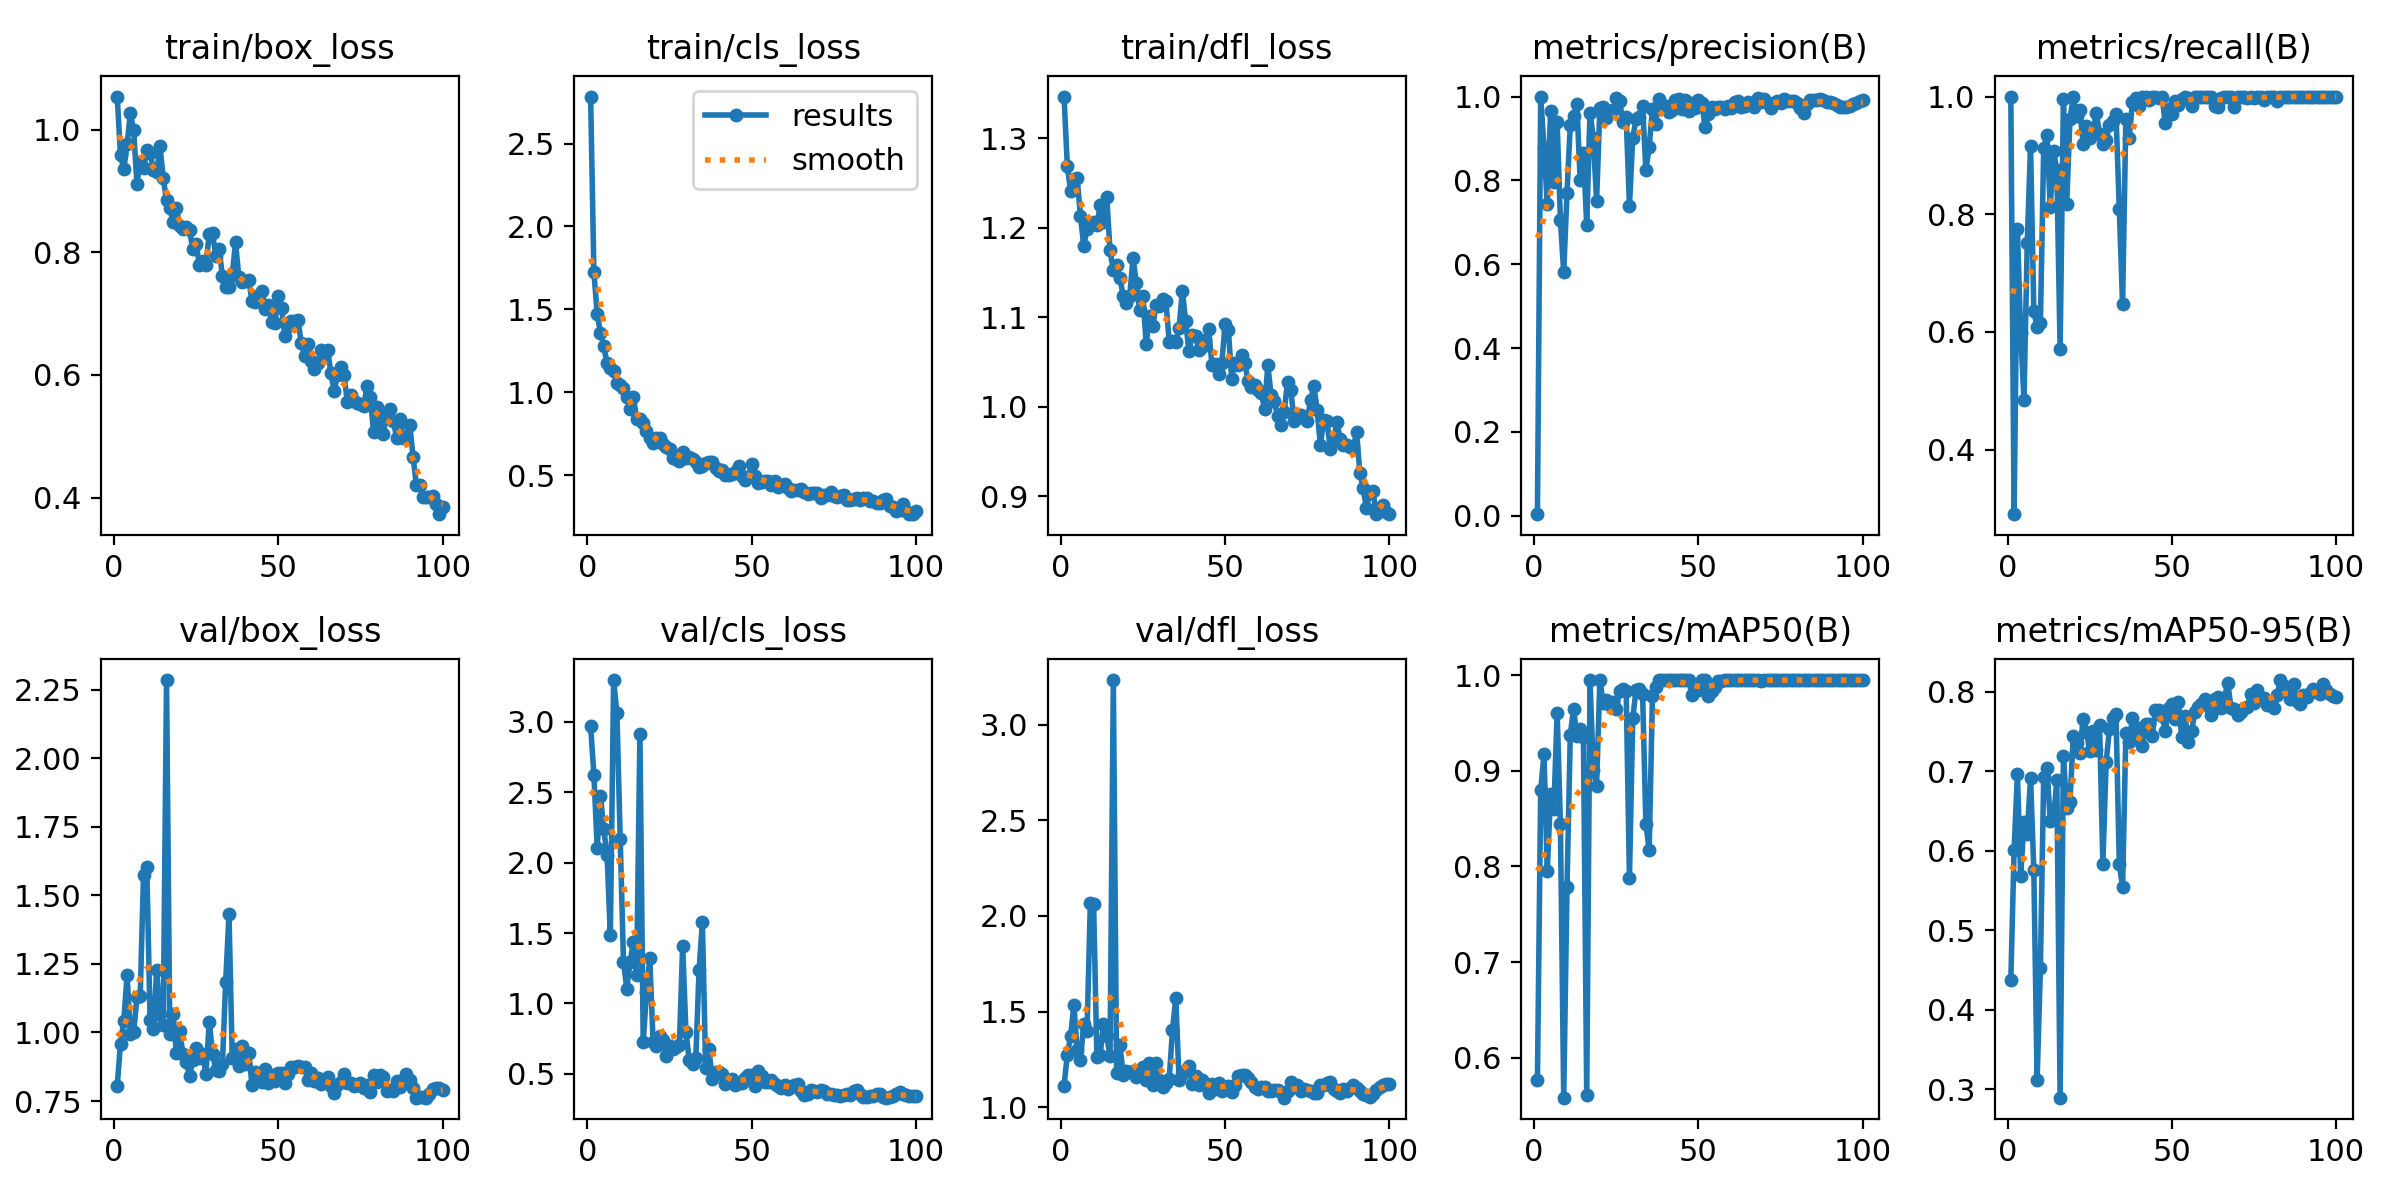 train/box_loss
1.0
0.8
0.6
0.4
0 50 100
train/cls_loss
results
smooth
2.5
2.0
1.5
1.0
0.5
0 50 100
train/dfl_loss
1.3
1.2
1.1
1.0
0.9
0 50 100
metrics/precision(B)
1.0
0.8
0.6
0.4
0.2
0.0
0 50 100
metrics/recall(B)
1.0
0.8
0.6
0.4
0 50 100
val/box_loss
2.25
2.00
1.75
1.50
1.25
1.00
0.75
0 50 100
val/cls_loss
3.0
2.5
2.0
1.5
1.0
0.5
0 50 100
val/dfl_loss
3.0
2.5
2.0
1.5
1.0
0 50 100
metrics/mAP50(B)
1.0
0.9
0.8
0.7
0.6
0 50 100
metrics/mAP50-95(B)
0.8
0.7
0.6
0.5
0.4
0.3
0 50 100